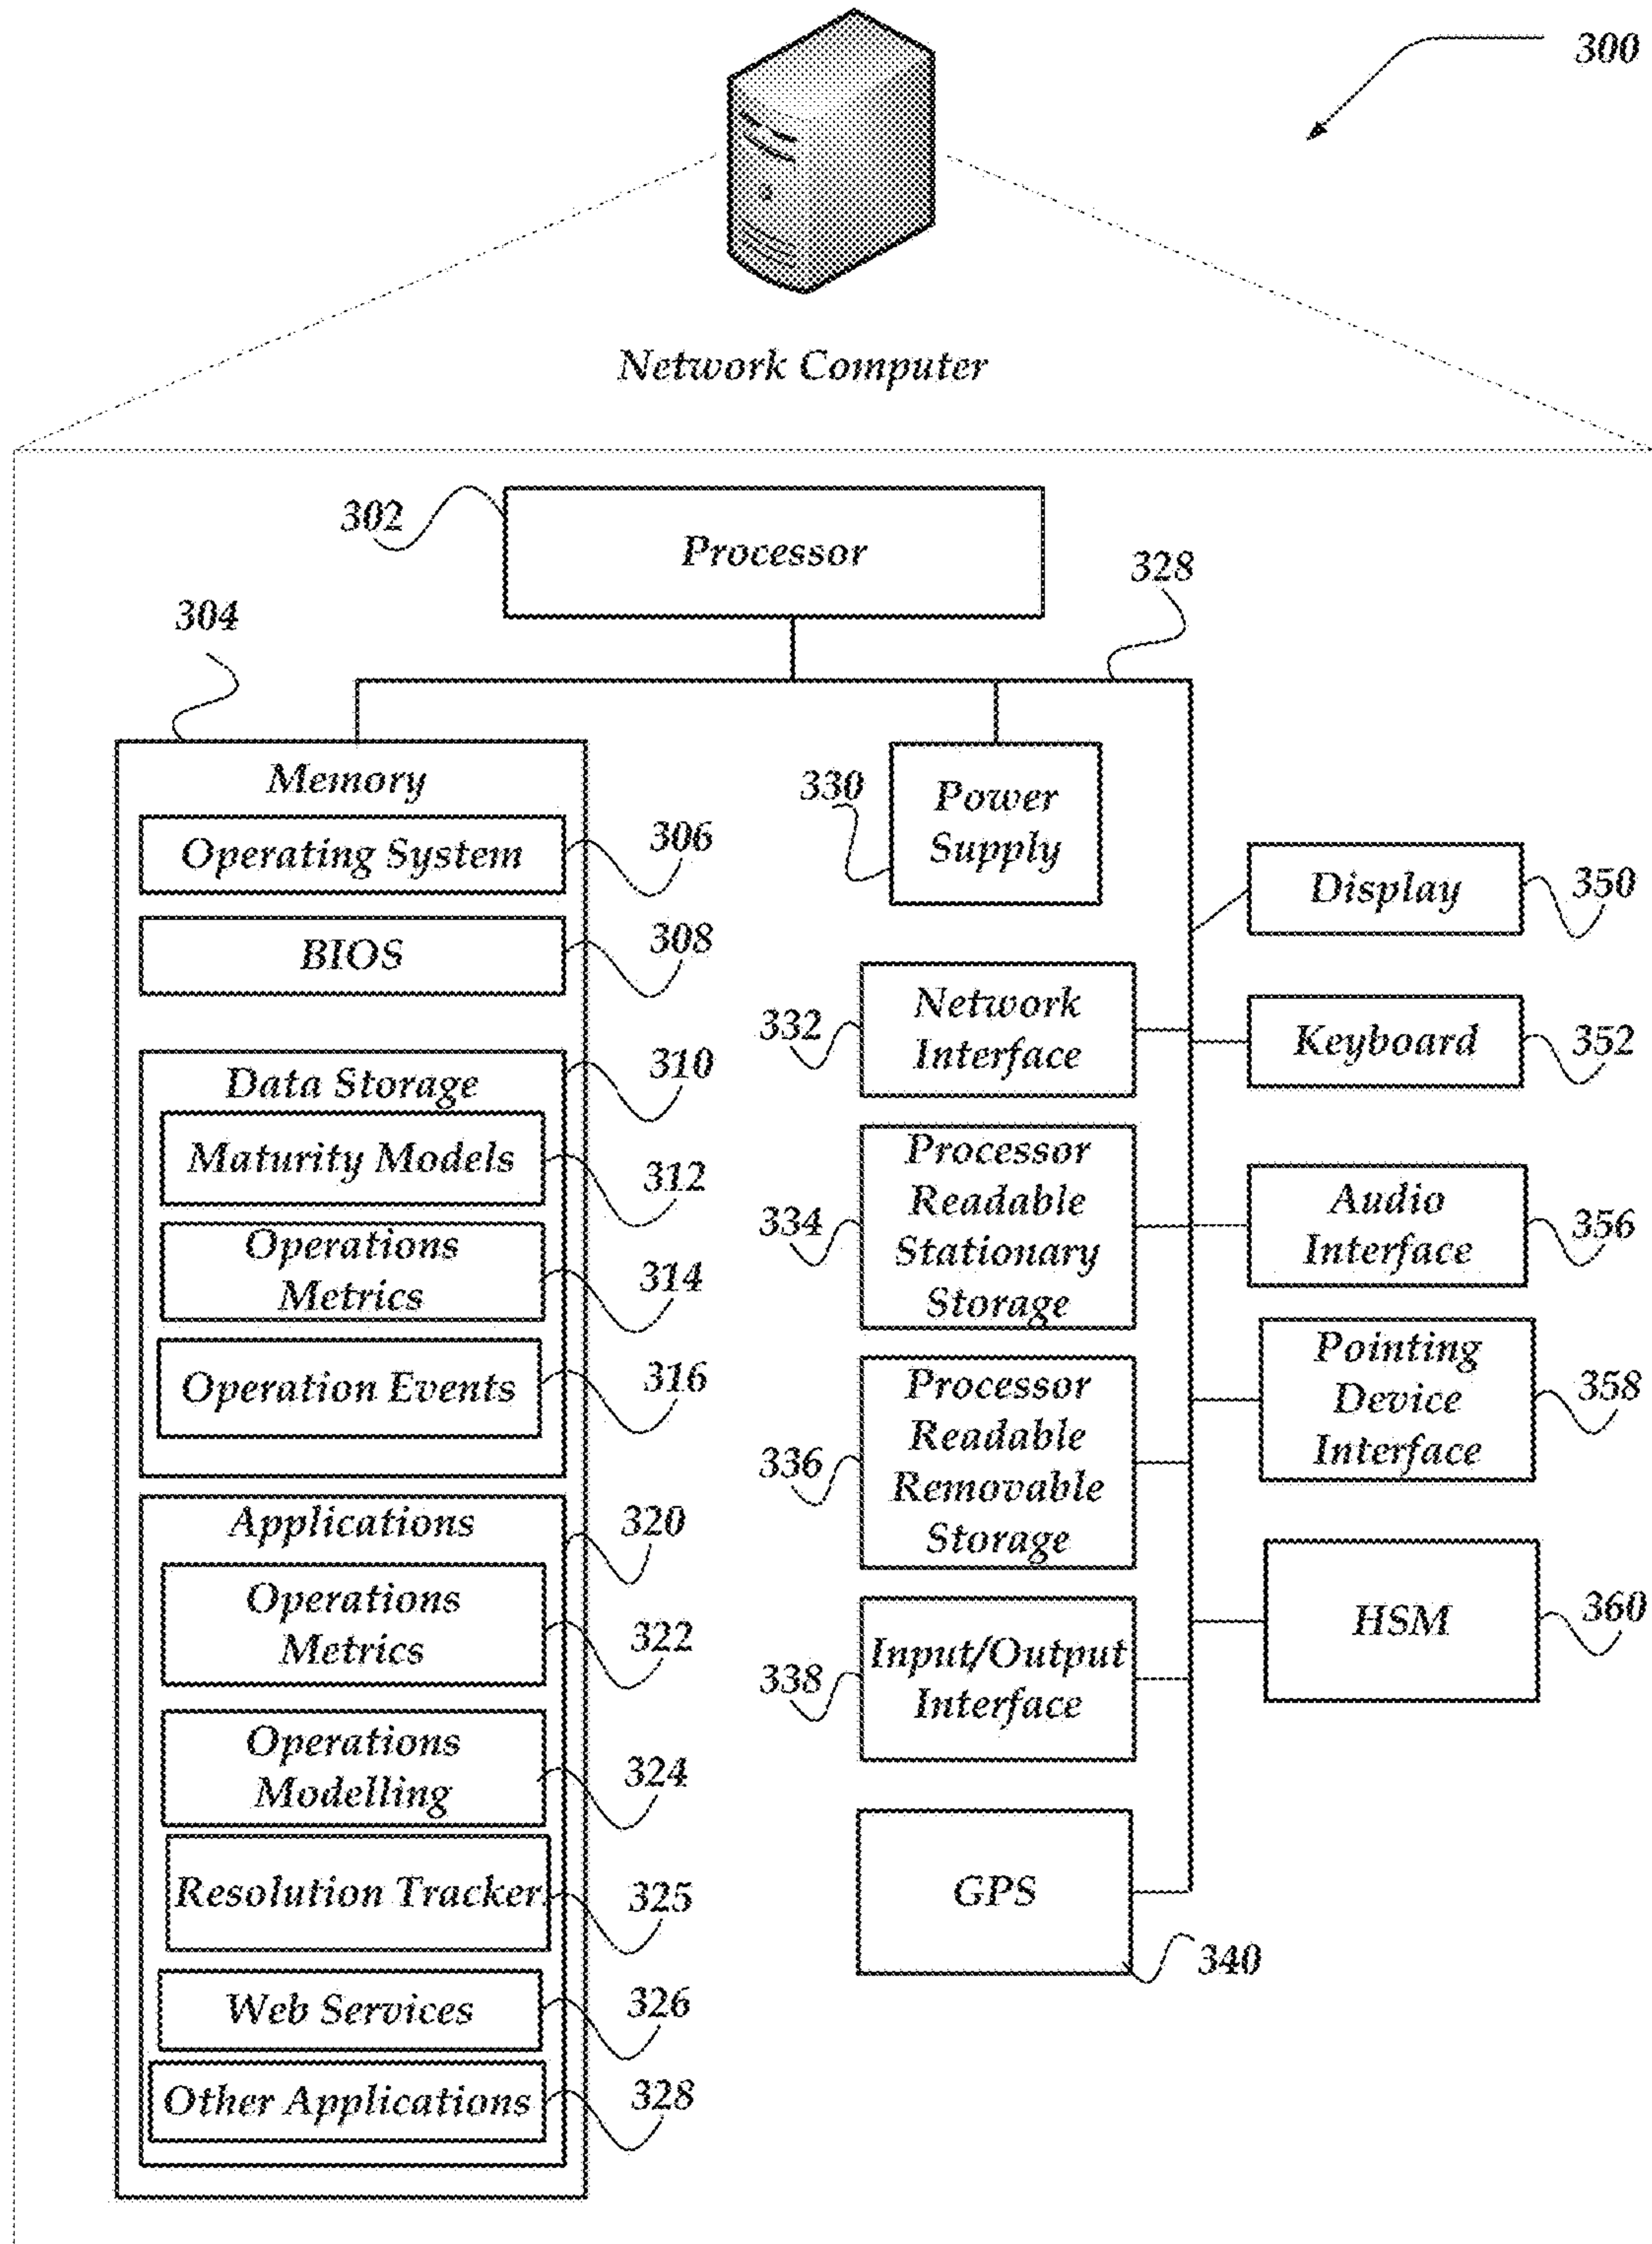 300
Network Computer
302
Processor
328
304
Memory
Operating System
306
BIOS
308
Data Storage
310
Maturity Models
312
Operations
Metrics
314
Operation Events
316
Applications
320
Operations
Metrics
322
Operations
Modelling
324
Resolution Tracker
325
Web Services
326
Other Applications
328
330
Power
Supply
332
Network
Interface
334
Processor
Readable
Stationary
Storage
336
Processor
Readable
Removable
Storage
338
Input/Output
Interface
GPS
340
Display
350
Keyboard
352
Audio
Interface
356
Pointing
Device
Interface
358
HSM
360